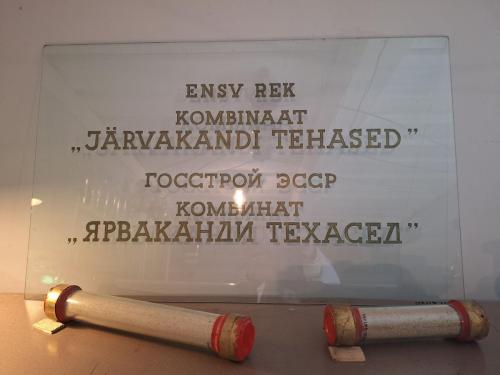 ENSV REK
KOMBINAAT
„JÄRVAKANDI TEHASED”
ГОССТРОЙ ЭССР
КОМБИНАТ
„ЯРВАКАНДИ ТЕХАСЕД”